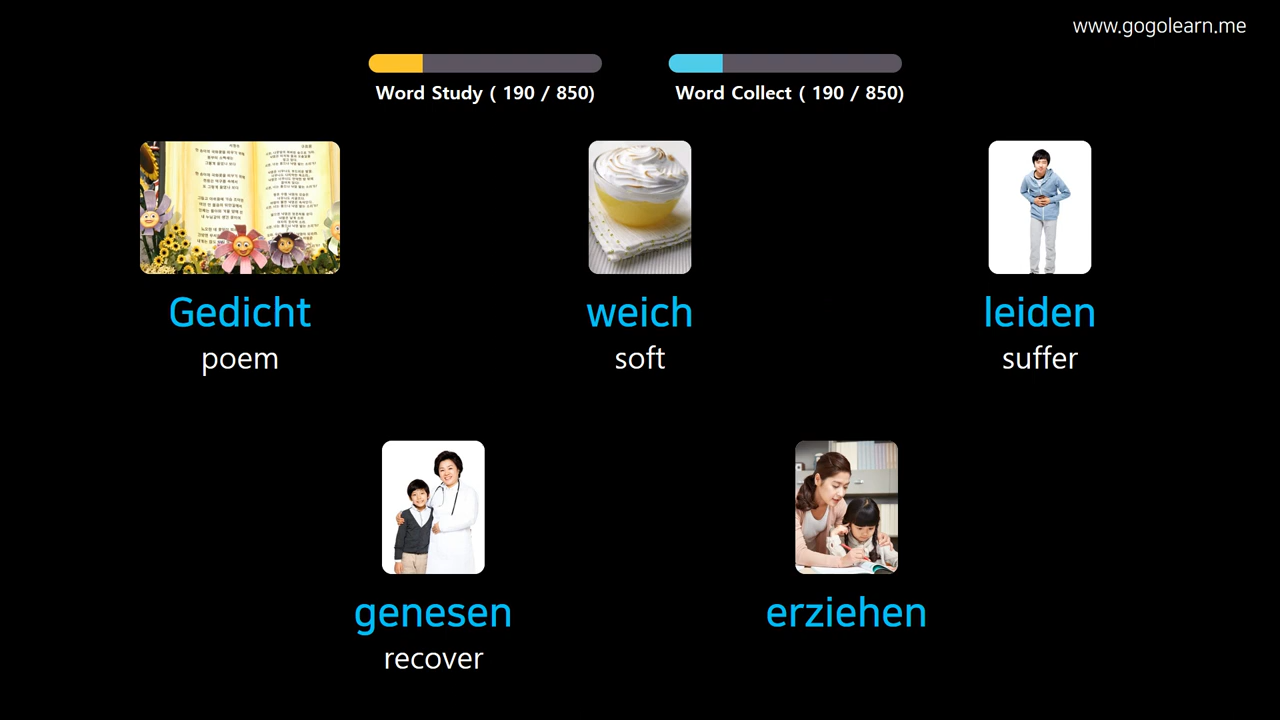 www.gogolearn.me
Word Study ( 190 / 850)
Word Collect ( 190 / 850)
Gedicht
poem
weich
soft
leiden
suffer
genesen
recover
erziehen